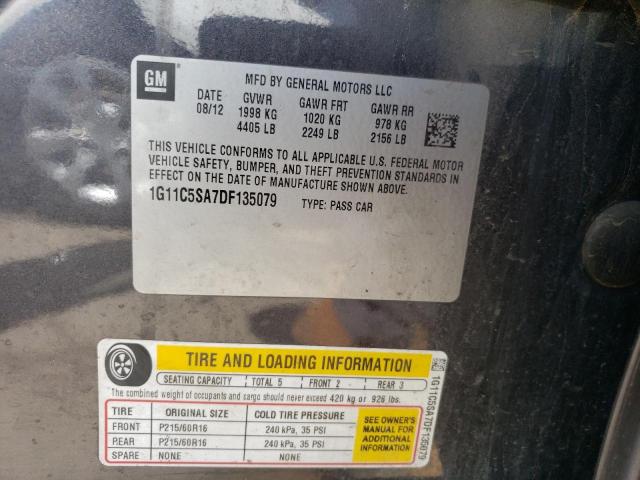 GM
MFD BY GENERAL MOTORS LLC
DATE GVWR GAWR FRT GAWR RR
08/12 1998 KG 1020 KG 978 KG
4405 LB 2249 LB 2156 LB
THIS VEHICLE CONFORMS TO ALL APPLICABLE U.S. FEDERAL MOTOR
VEHICLE SAFETY, BUMPER, AND THEFT PREVENTION STANDARDS IN
EFFECT ON THE DATE OF MANUFACTURE SHOWN ABOVE.
1G11C5SA7DF135079 TYPE: PASS CAR
TIRE AND LOADING INFORMATION
SEATING CAPACITY TOTAL 5 FRONT 2 REAR 3
The combined weight of occupants and cargo should never exceed 420 kg or 926 lbs.
TIRE ORIGINAL SIZE COLD TIRE PRESSURE
FRONT P215/60R16 240 kPa, 35 PSI
REAR P215/60R16 240 kPa, 35 PSI
SPARE NONE NONE
SEE OWNER'S
MANUAL FOR
ADDITIONAL
INFORMATION
1G11C5SA7DF135079